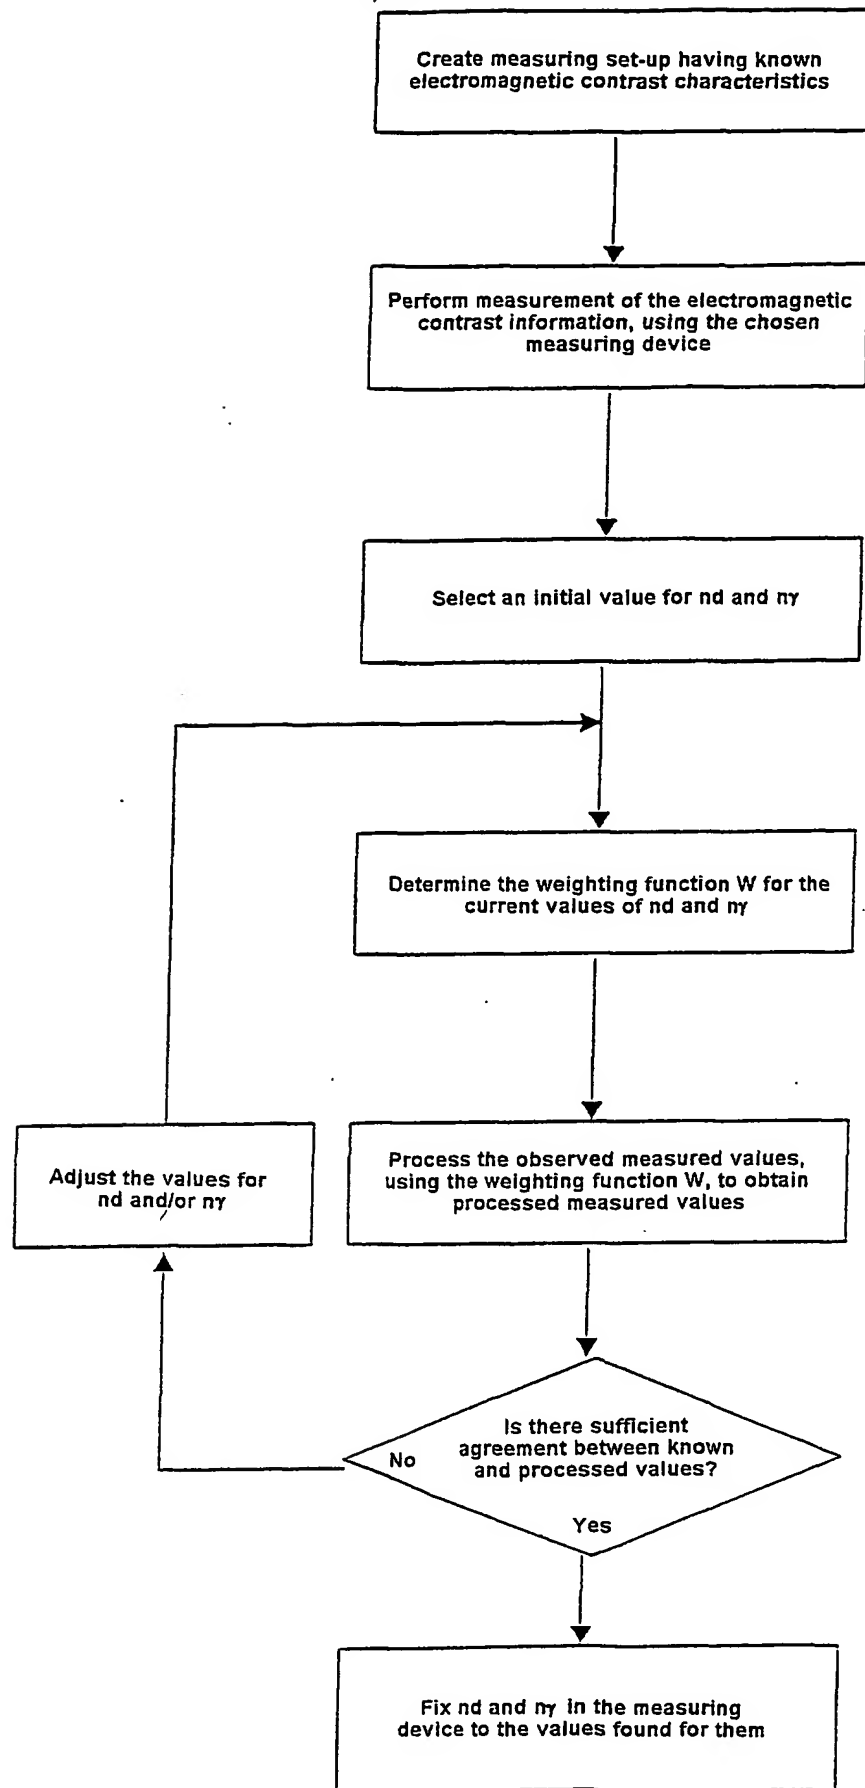 Create measuring set-up having known
electromagnetic contrast characteristics
Perform measurement of the electromagnetic
contrast information, using the chosen
measuring device
Select an initial value for nd and nγ
Determine the weighting function W for the
current values of nd and nγ
Adjust the values for
nd and/or nγ
Process the observed measured values,
using the weighting function W, to obtain
processed measured values
Is there sufficient
agreement between known
and processed values?
No
Yes
Fix nd and nγ in the measuring
device to the values found for them